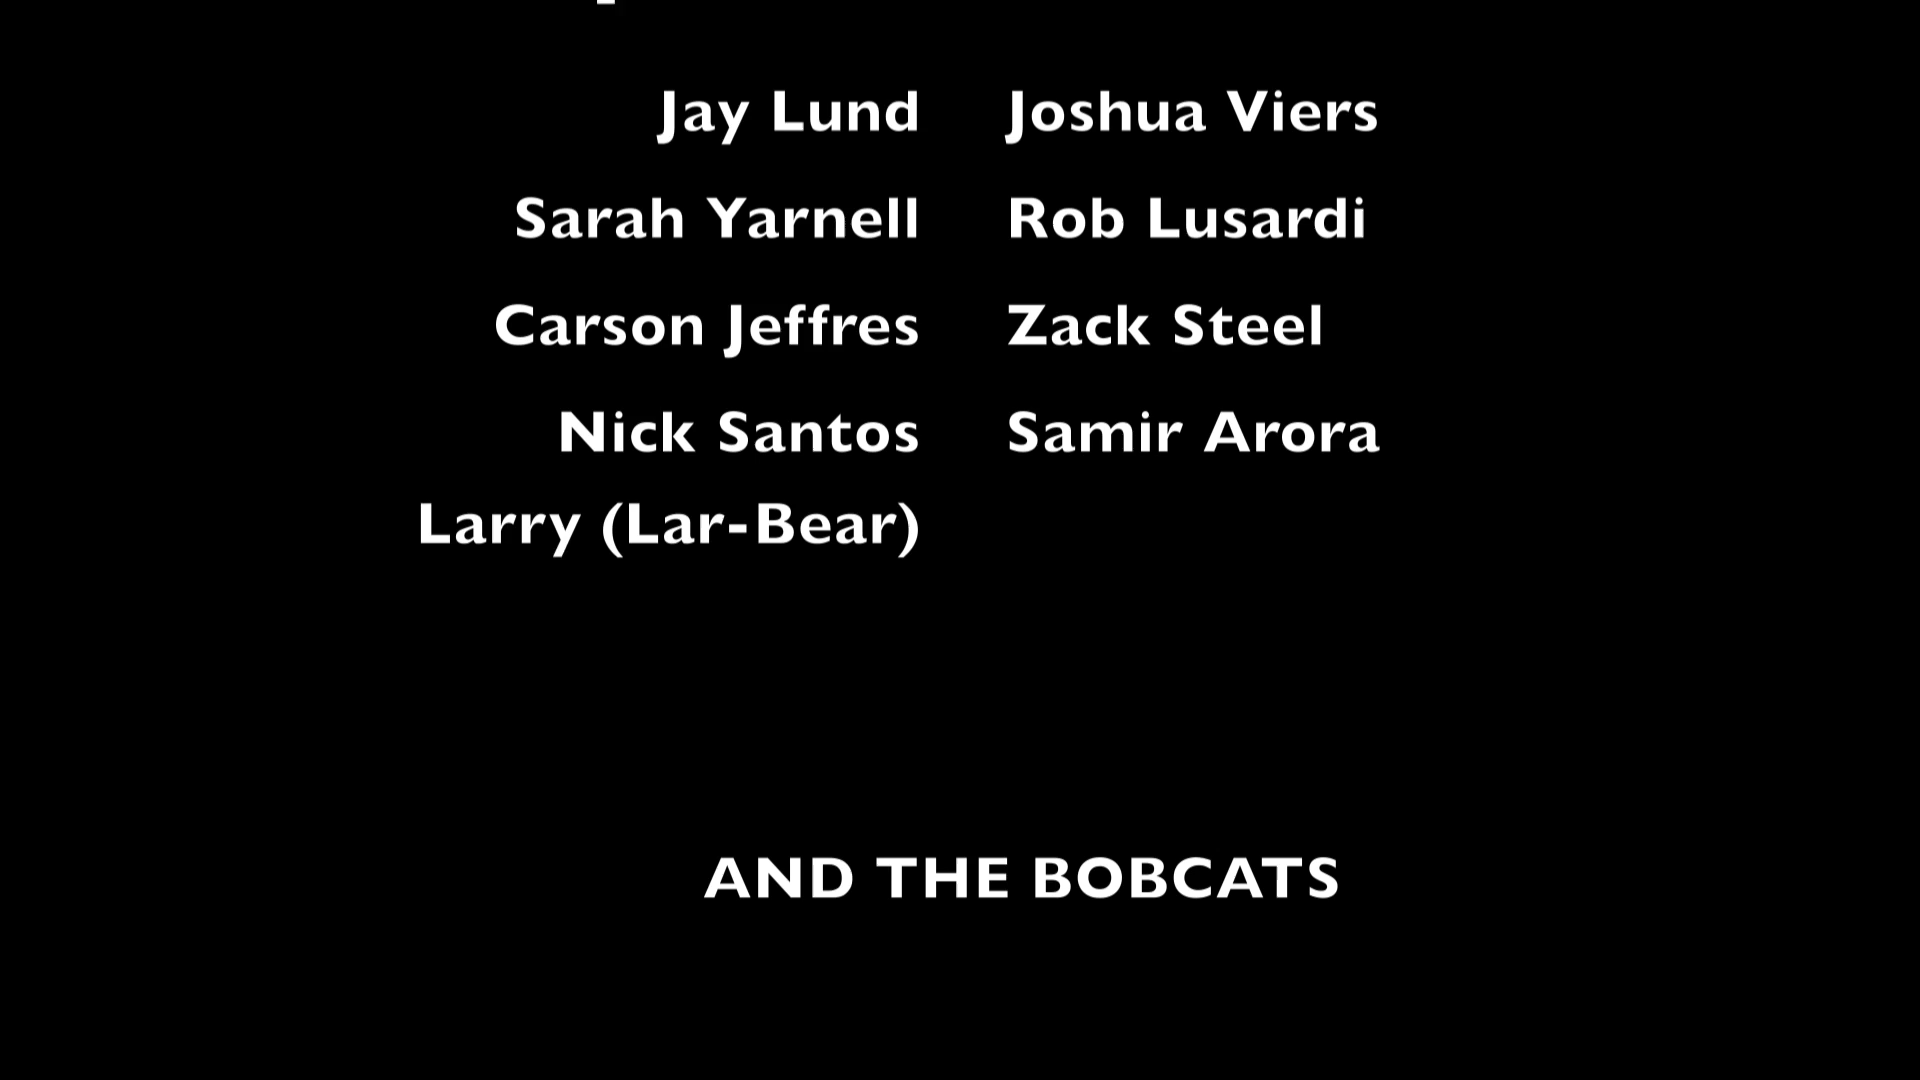 Jay Lund Joshua Viers
Sarah Yarnell Rob Lusardi
Carson Jeffres Zack Steel
Nick Santos Samir Arora
Larry (Lar-Bear)
AND THE BOBCATS